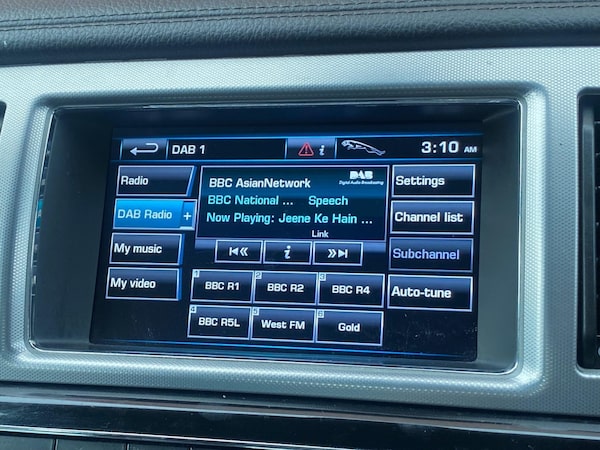 DAB 1
i
3:10 AM
Radio
DAB Radio +
My music
My video
BBC AsianNetwork
DAB
Digital Audio Broadcasting
BBC National ... Speech
Now Playing: Jeene Ke Hain ...
Link
i
1 BBC R1
2 BBC R2
3 BBC R4
4 BBC R5L
5 West FM
6 Gold
Settings
Channel list
Subchannel
Auto-tune